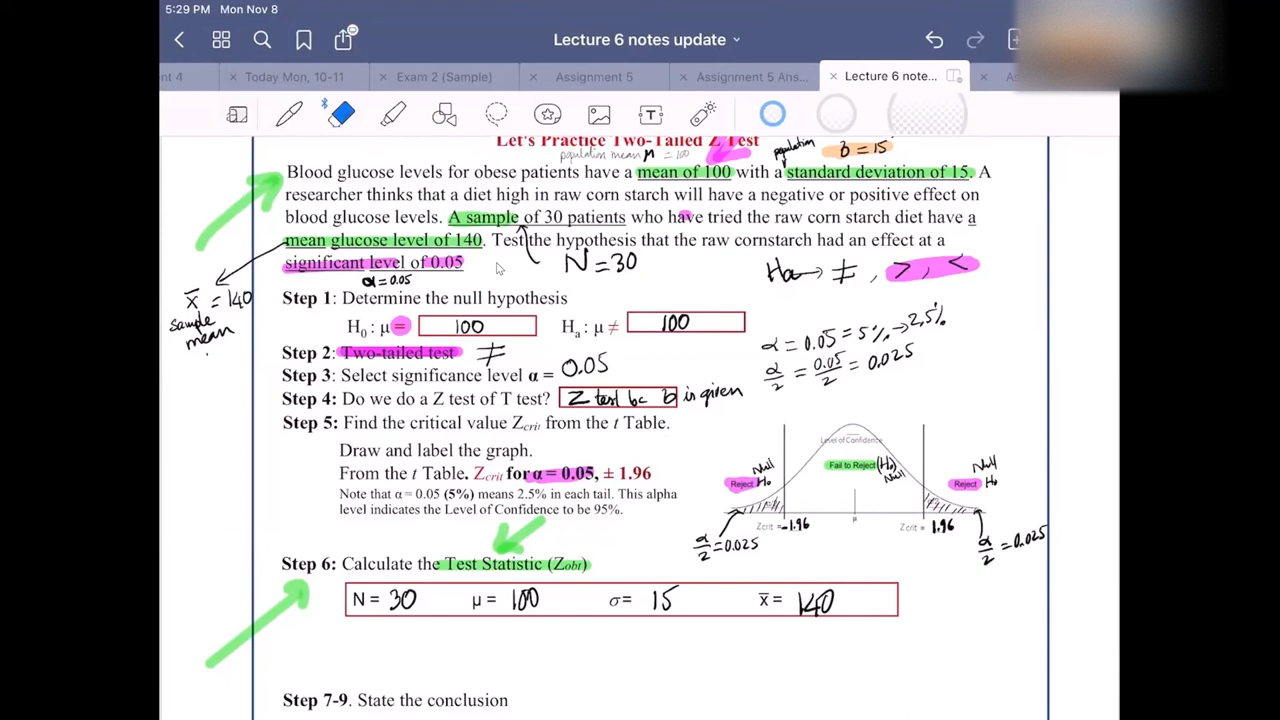 5:29 PM Mon Nov 8
Lecture 6 notes update
nt 4
Today Mon, 10-11
Exam 2 (Sample)
Assignment 5
Assignment 5 Ans...
Lecture 6 note...
Let's Practice Two-Tailed Z Test
population mean μ = 100
population
σ = 15
Blood glucose levels for obese patients have a mean of 100 with a standard deviation of 15. A
researcher thinks that a diet high in raw corn starch will have a negative or positive effect on
blood glucose levels. A sample of 30 patients who have tried the raw corn starch diet have a
mean glucose level of 140. Test the hypothesis that the raw cornstarch had an effect at a
significant level of 0.05
N = 30
Ha → ≠ , > , <
α = 0.05
x̄ = 140
sample
mean
Step 1: Determine the null hypothesis
H0 : μ = 100 Ha : μ ≠ 100
α = 0.05 = 5% → 2.5%
α/2 = 0.05/2 = 0.025
Step 2: Two-tailed test ≠
Step 3: Select significance level α = 0.05
Step 4: Do we do a Z test of T test? Z test bc σ is given
Step 5: Find the critical value Zcrit from the t Table.
Draw and label the graph.
From the t Table. Zcrit for α = 0.05, ± 1.96
Note that α = 0.05 (5%) means 2.5% in each tail. This alpha
level indicates the Level of Confidence to be 95%.
Level of Confidence
Fail to Reject (H0) Null
Reject Null H0
Reject Null H0
Zcrit = -1.96
μ
Zcrit = 1.96
α/2 = 0.025
α/2 = 0.025
Step 6: Calculate the Test Statistic (Zobt)
N = 30 μ = 100 σ = 15 x̄ = 140
Step 7-9. State the conclusion